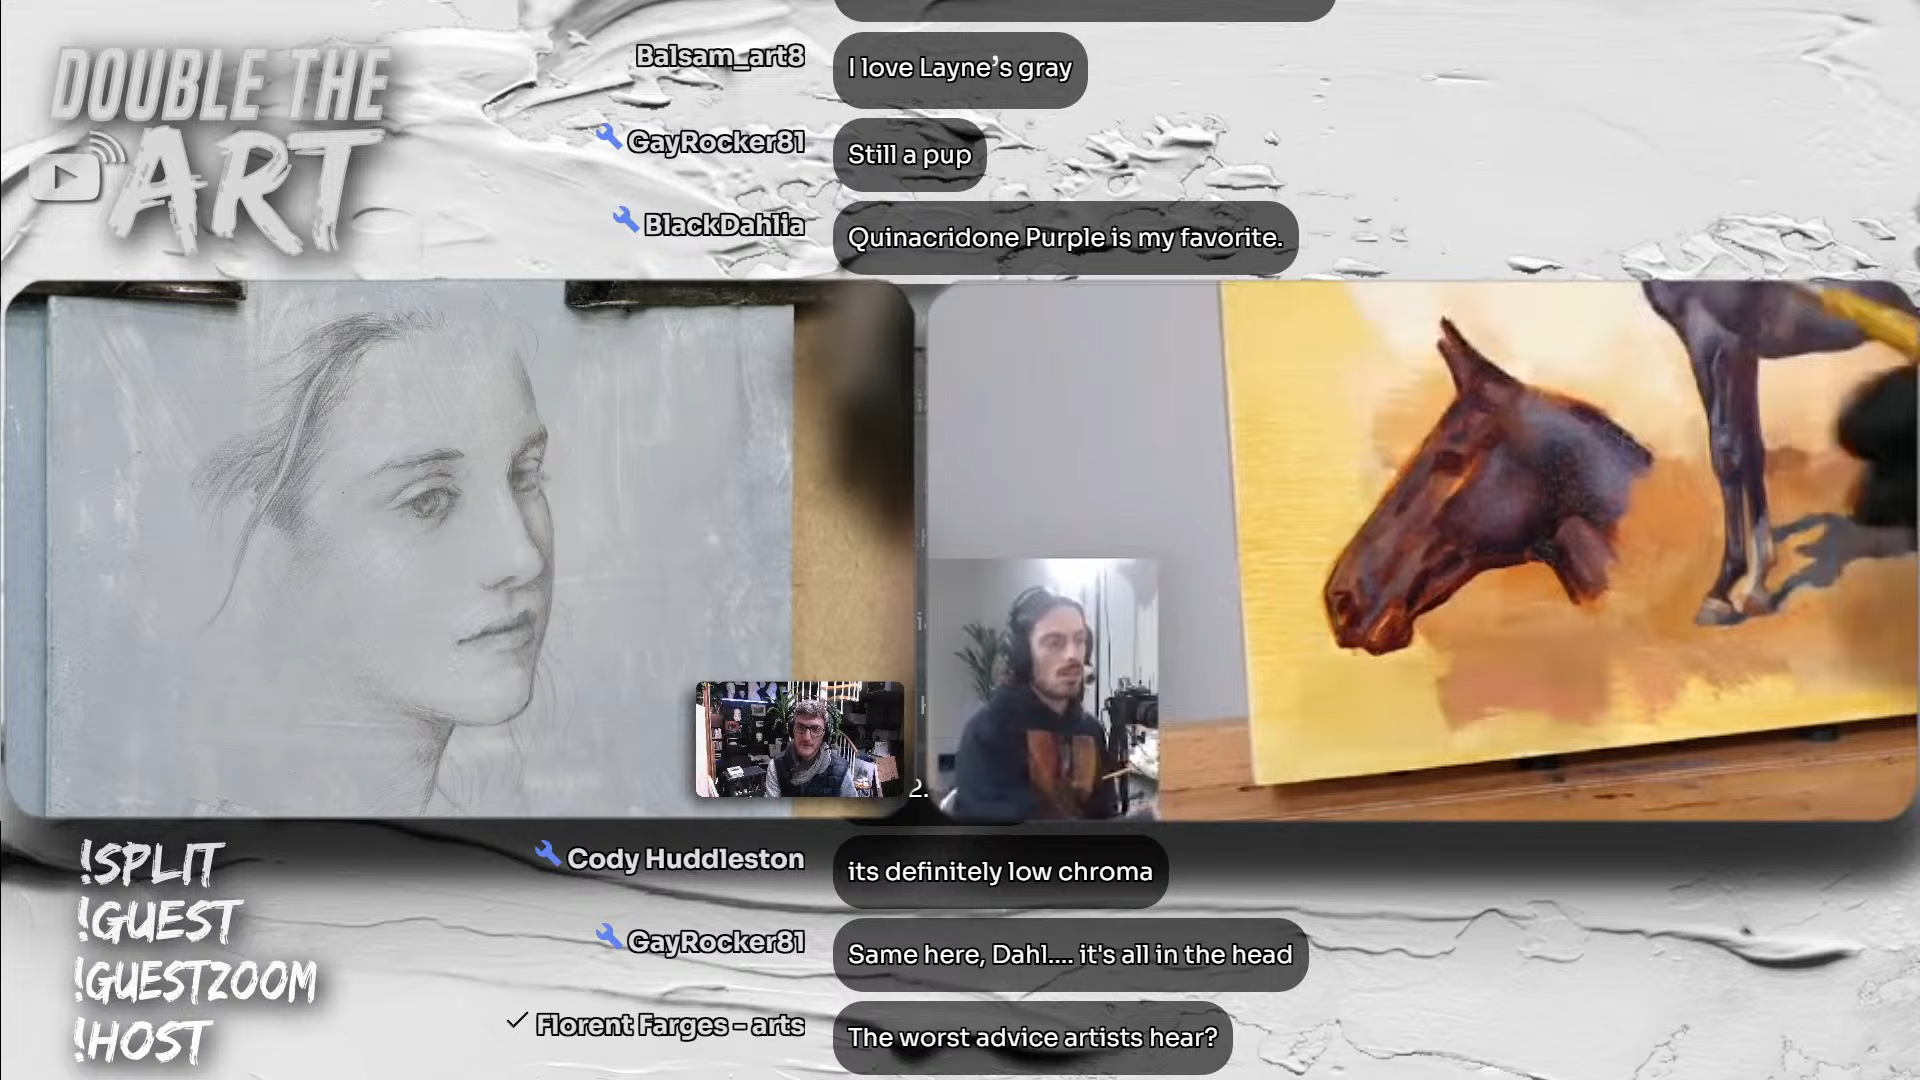 DOUBLE THE
ART
Balsam_art8
I love Layne's gray
GayRocker81
Still a pup
BlackDahlia
Quinacridone Purple is my favorite.
2.
Cody Huddleston
its definitely low chroma
GayRocker81
Same here, Dahl.... it's all in the head
Florent Farges - arts
The worst advice artists hear?
!SPLIT
!GUEST
!GUESTZOOM
!HOST